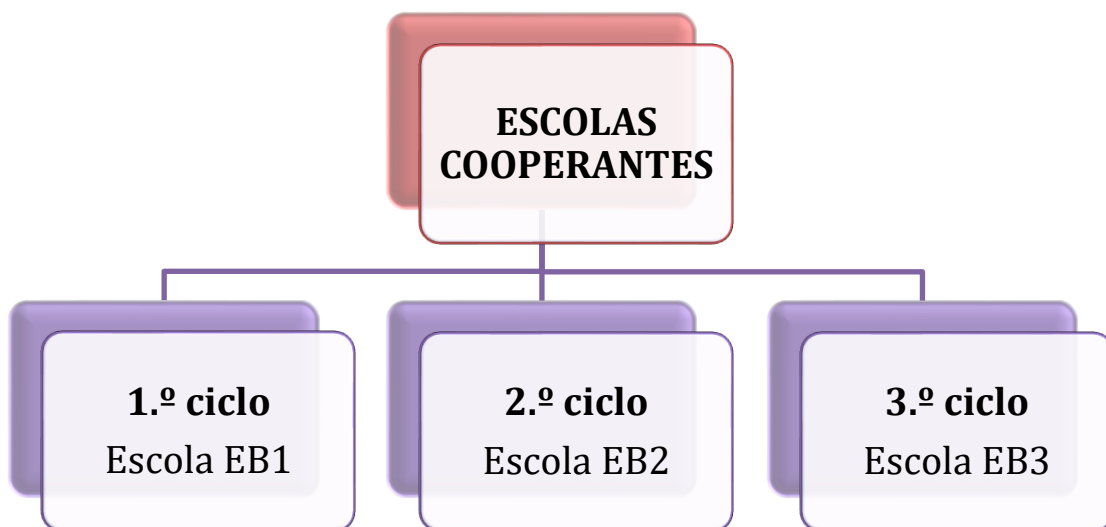 ESCOLAS
COOPERANTES
1.º ciclo
Escola EB1
2.º ciclo
Escola EB2
3.º ciclo
Escola EB3